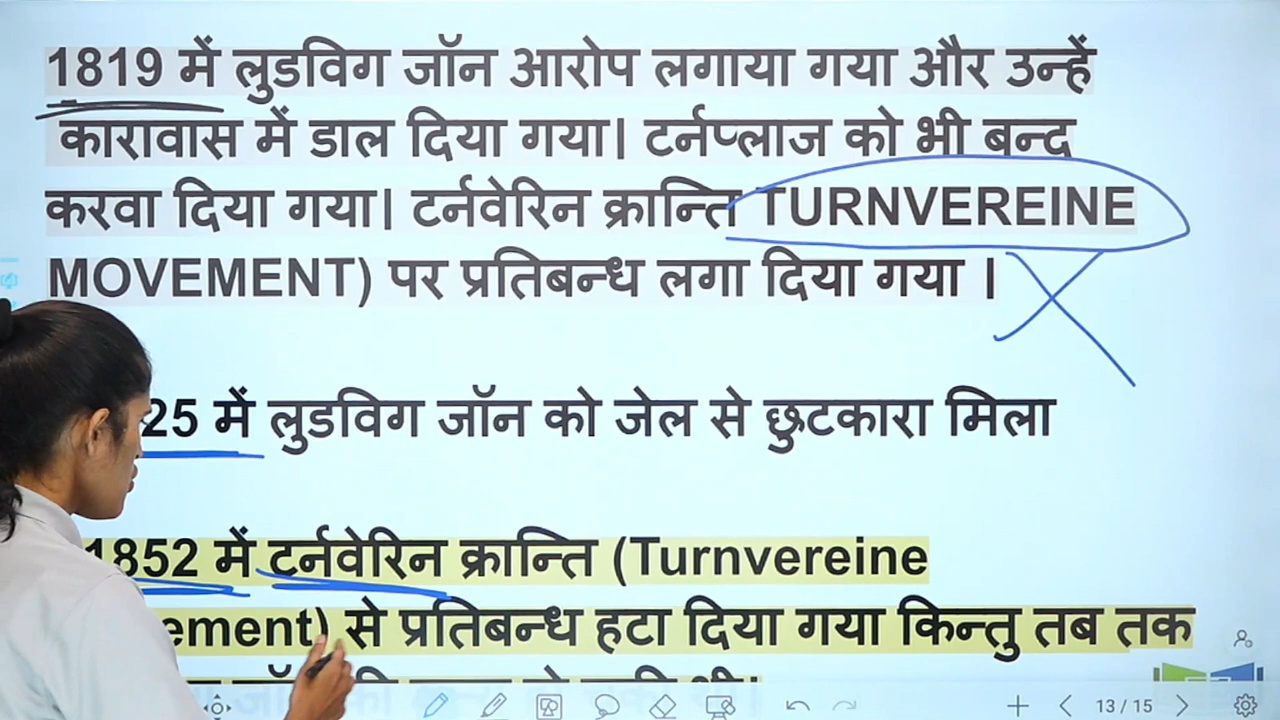 1819 में लुडविग जॉन आरोप लगाया गया और उन्हें
कारावास में डाल दिया गया। टर्नप्लाज को भी बन्द
करवा दिया गया। टर्नवेरिन क्रान्ति TURNVEREINE
MOVEMENT) पर प्रतिबन्ध लगा दिया गया ।
25 में लुडविग जॉन को जेल से छुटकारा मिला
1852 में टर्नवेरिन क्रान्ति (Turnvereine
ement) से प्रतिबन्ध हटा दिया गया किन्तु तब तक
13 / 15